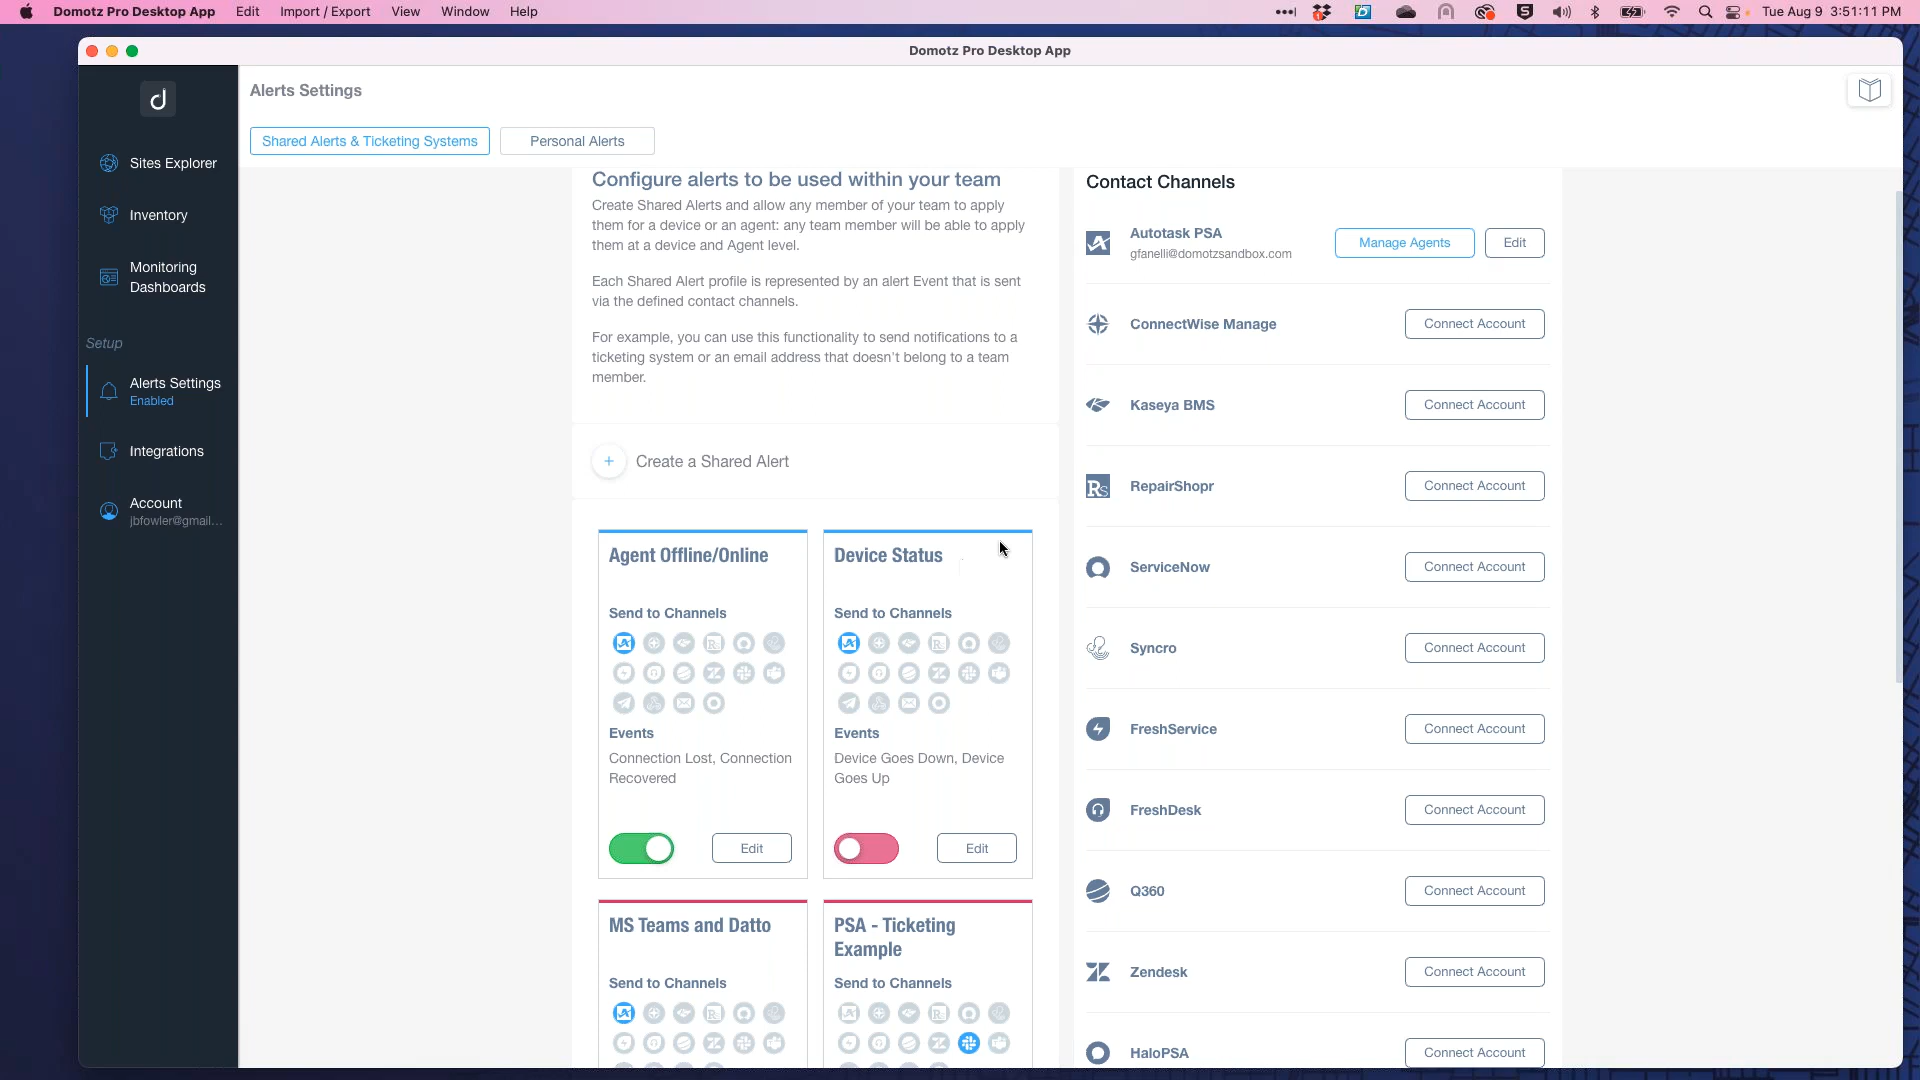 Domotz Pro Desktop App Edit Import / Export View Window Help Tue Aug 9 3:51:11 PM
Domotz Pro Desktop App
Alerts Settings
Shared Alerts & Ticketing Systems Personal Alerts
Sites Explorer
Inventory
Monitoring
Dashboards
Setup
Alerts Settings
Enabled
Integrations
Account
jbfowler@gmail...
Configure alerts to be used within your team
Create Shared Alerts and allow any member of your team to apply
them for a device or an agent: any team member will be able to apply
them at a device and Agent level.
Each Shared Alert profile is represented by an alert Event that is sent
via the defined contact channels.
For example, you can use this functionality to send notifications to a
ticketing system or an email address that doesn't belong to a team
member.
+ Create a Shared Alert
Agent Offline/Online
Send to Channels
Events
Connection Lost, Connection
Recovered
Edit
Device Status
Send to Channels
Events
Device Goes Down, Device
Goes Up
Edit
MS Teams and Datto
Send to Channels
PSA - Ticketing
Example
Send to Channels
Contact Channels
Autotask PSA
gfanelli@domotzsandbox.com
Manage Agents Edit
ConnectWise Manage Connect Account
Kaseya BMS Connect Account
RepairShopr Connect Account
ServiceNow Connect Account
Syncro Connect Account
FreshService Connect Account
FreshDesk Connect Account
Q360 Connect Account
Zendesk Connect Account
HaloPSA Connect Account